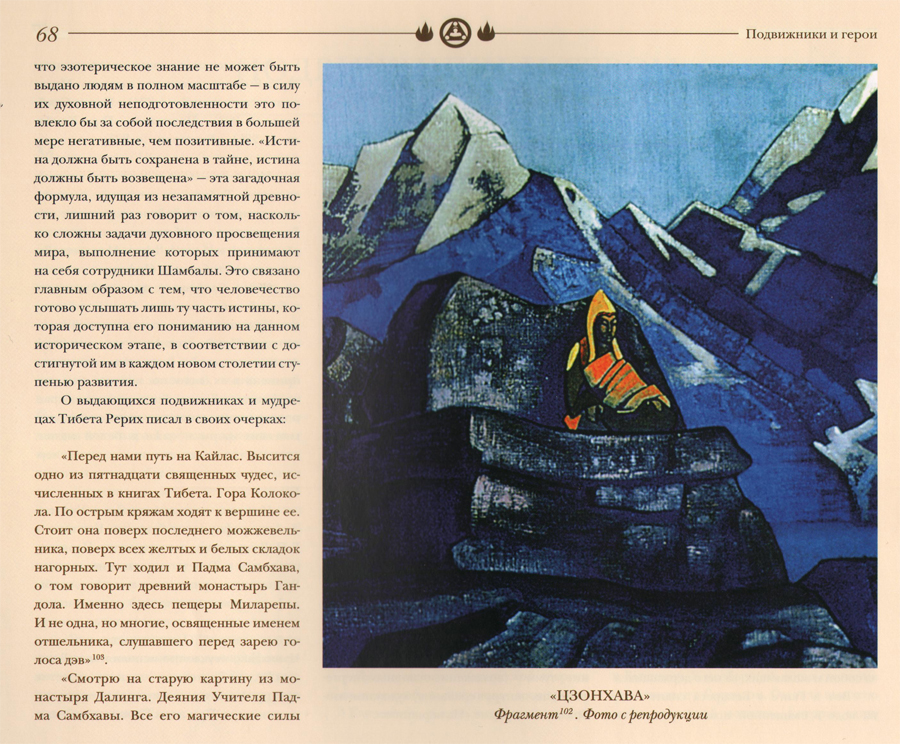 68
Подвижники и герои
что эзотерическое знание не может быть
выдано людям в полном масштабе – в силу
их духовной неподготовленности это по-
влекло бы за собой последствия в большей
мере негативные, чем позитивные. «Исти-
на должна быть сохранена в тайне, истина
должны быть возвещена» – эта загадочная
формула, идущая из незапамятной древно-
сти, лишний раз говорит о том, насколь-
ко сложны задачи духовного просвещения
мира, выполнение которых принимают
на себя сотрудники Шамбалы. Это связано
главным образом с тем, что человечество
готово услышать лишь ту часть истины, ко-
торая доступна его пониманию на данном
историческом этапе, в соответствии с до-
стигнутой им в каждом новом столетии сту-
пенью развития.
О выдающихся подвижниках и мудре-
цах Тибета Рерих писал в своих очерках:
«Перед нами путь на Кайлас. Высится
одно из пятнадцати священных чудес, ис-
численных в книгах Тибета. Гора Колоко-
ла. По острым кряжам ходят к вершине ее.
Стоит она поверх последнего можжевель-
ника, поверх всех желтых и белых складок
нагорных. Тут ходил и Падма Самбхава,
о том говорит древний монастырь Ган-
дола. Именно здесь пещеры Миларепы.
И не одна, но многие, освященные именем
отшельника, слушавшего перед зарею го-
лоса дэв»¹⁰³.
«Смотрю на старую картину из мо-
настыря Далинга. Деяния Учителя Пад-
ма Самбхавы. Все его магические силы
«ЦЗОНХАВА»
Фрагмент¹⁰². Фото с репродукции